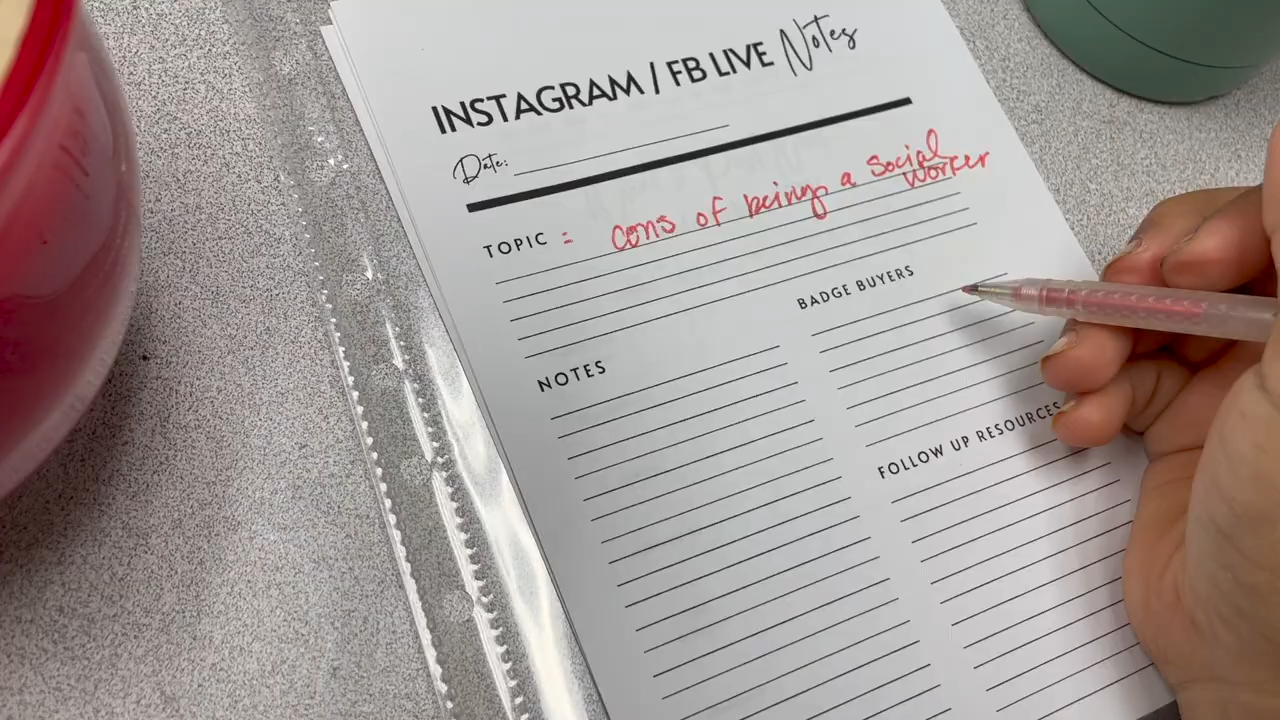 INSTAGRAM / FB LIVE Notes
Date:
TOPIC : cons of being a Social
Worker
BADGE BUYERS
NOTES
FOLLOW UP RESOURCES